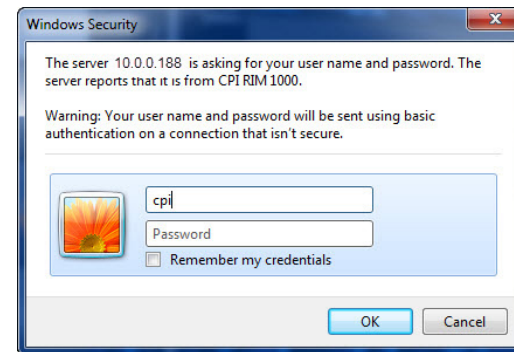 Windows Security
The server 10.0.0.188 is asking for your user name and password. The
server reports that it is from CPI RIM 1000.
Warning: Your user name and password will be sent using basic
authentication on a connection that isn't secure.
cpi
Password
Remember my credentials
OK Cancel